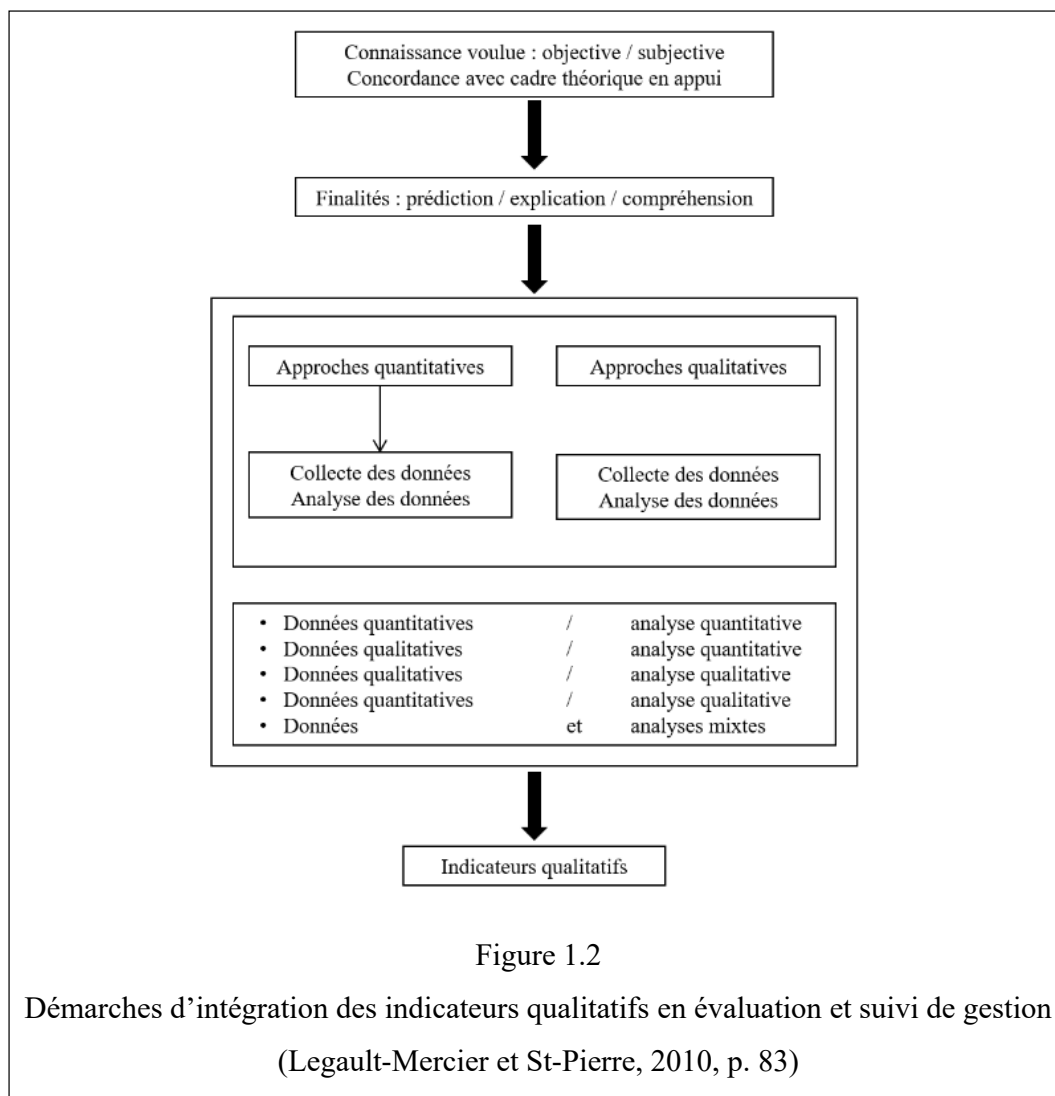 Connaissance voulue : objective / subjective
Concordance avec cadre théorique en appui
Finalités : prédiction / explication / compréhension
Approches quantitatives
Approches qualitatives
Collecte des données
Analyse des données
Collecte des données
Analyse des données
• Données quantitatives / analyse quantitative
• Données qualitatives / analyse quantitative
• Données qualitatives / analyse qualitative
• Données quantitatives / analyse qualitative
• Données et analyses mixtes
Indicateurs qualitatifs
Figure 1.2
Démarches d’intégration des indicateurs qualitatifs en évaluation et suivi de gestion
(Legault-Mercier et St-Pierre, 2010, p. 83)